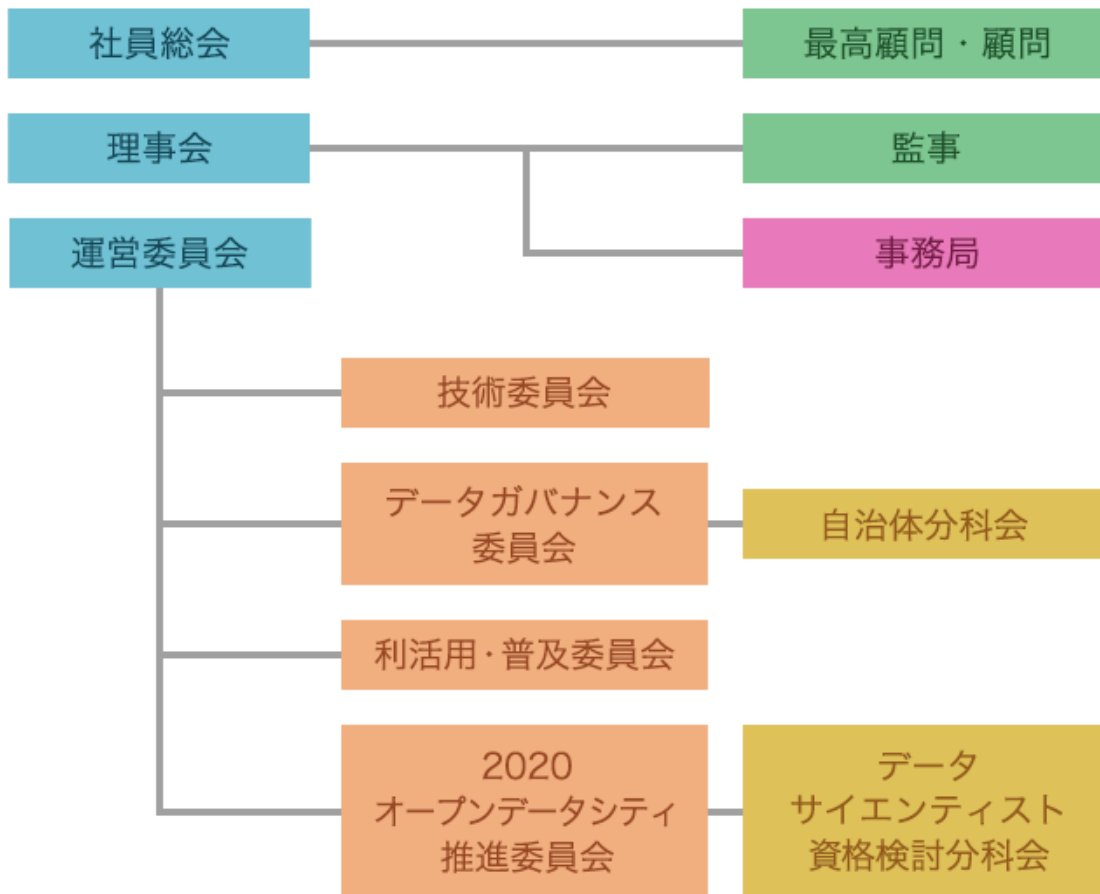 社員総会
最高顧問・顧問
理事会
監事
運営委員会
事務局
技術委員会
データガバナンス
委員会
自治体分科会
利活用・普及委員会
2020
オープンデータシティ
推進委員会
データ
サイエンティスト
資格検討分科会